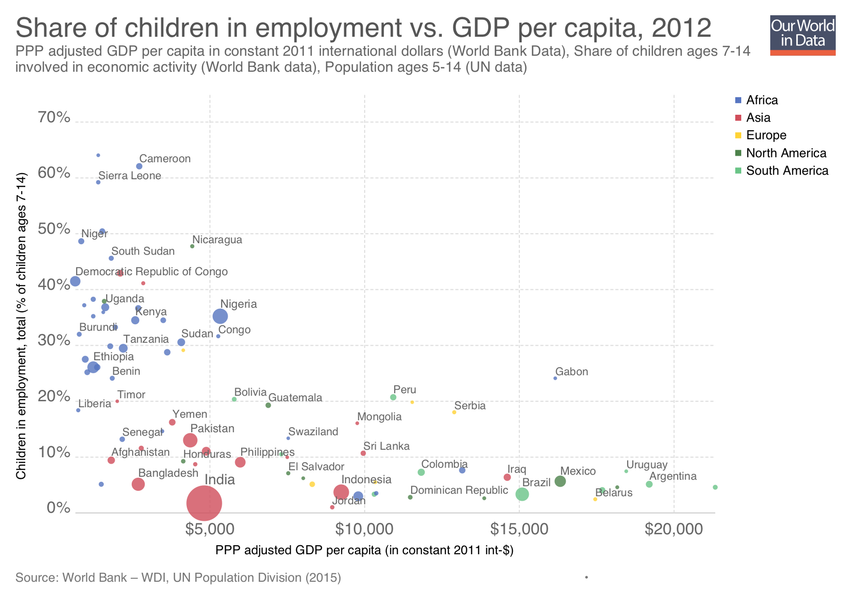 Share of children in employment vs. GDP per capita, 2012
PPP adjusted GDP per capita in constant 2011 international dollars (World Bank Data), Share of children ages 7-14
involved in economic activity (World Bank data), Population ages 5-14 (UN data)
Our World
in Data
Africa
Asia
Europe
North America
South America
Children in employment, total (% of children ages 7-14)
70%
60%
50%
40%
30%
20%
10%
0%
Cameroon
Sierra Leone
Niger
Nicaragua
South Sudan
Democratic Republic of Congo
Uganda
Nigeria
Kenya
Burundi
Sudan
Congo
Tanzania
Ethiopia
Benin
Gabon
Timor
Liberia
Bolivia
Guatemala
Peru
Serbia
Yemen
Mongolia
Senegal
Pakistan
Swaziland
Afghanistan
Honduras
Philippines
Sri Lanka
Bangladesh
India
El Salvador
Indonesia
Jordan
Colombia
Dominican Republic
Iraq
Brazil
Mexico
Belarus
Uruguay
Argentina
$5,000
$10,000
$15,000
$20,000
PPP adjusted GDP per capita (in constant 2011 int-$)
Source: World Bank – WDI, UN Population Division (2015)